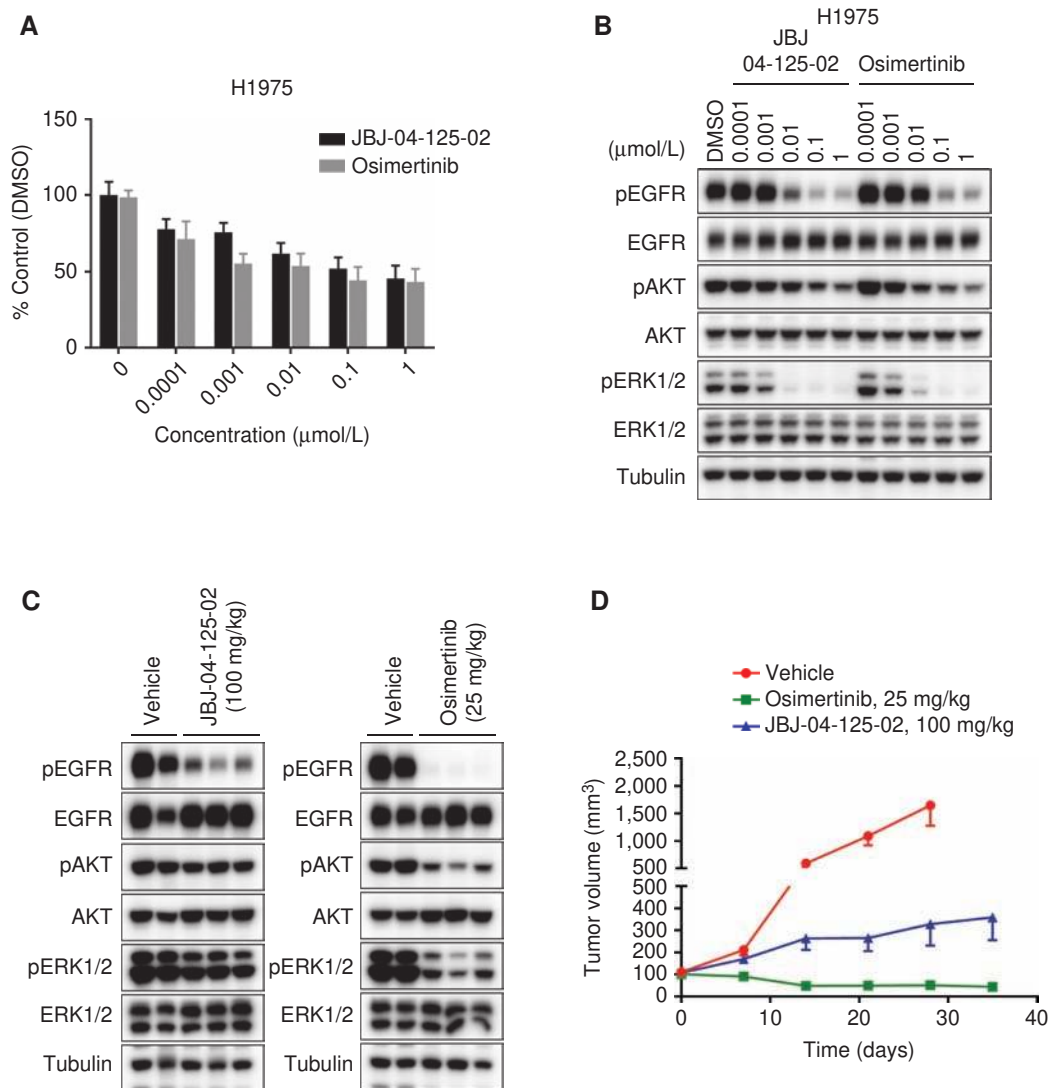 A
H1975
150
100
50
0
% Control (DMSO)
JBJ-04-125-02
Osimertinib
0
0.0001
0.001
0.01
0.1
1
Concentration (μmol/L)
B
H1975
JBJ
04-125-02
Osimertinib
(μmol/L)
DMSO
0.0001
0.001
0.01
0.1
1
0.0001
0.001
0.01
0.1
1
pEGFR
EGFR
pAKT
AKT
pERK1/2
ERK1/2
Tubulin
C
Vehicle
JBJ-04-125-02
(100 mg/kg)
pEGFR
EGFR
pAKT
AKT
pERK1/2
ERK1/2
Tubulin
Vehicle
Osimertinib
(25 mg/kg)
pEGFR
EGFR
pAKT
AKT
pERK1/2
ERK1/2
Tubulin
D
Vehicle
Osimertinib, 25 mg/kg
JBJ-04-125-02, 100 mg/kg
Tumor volume (mm³)
2,500
2,000
1,500
1,000
500
500
400
300
200
100
0
0
10
20
30
40
Time (days)